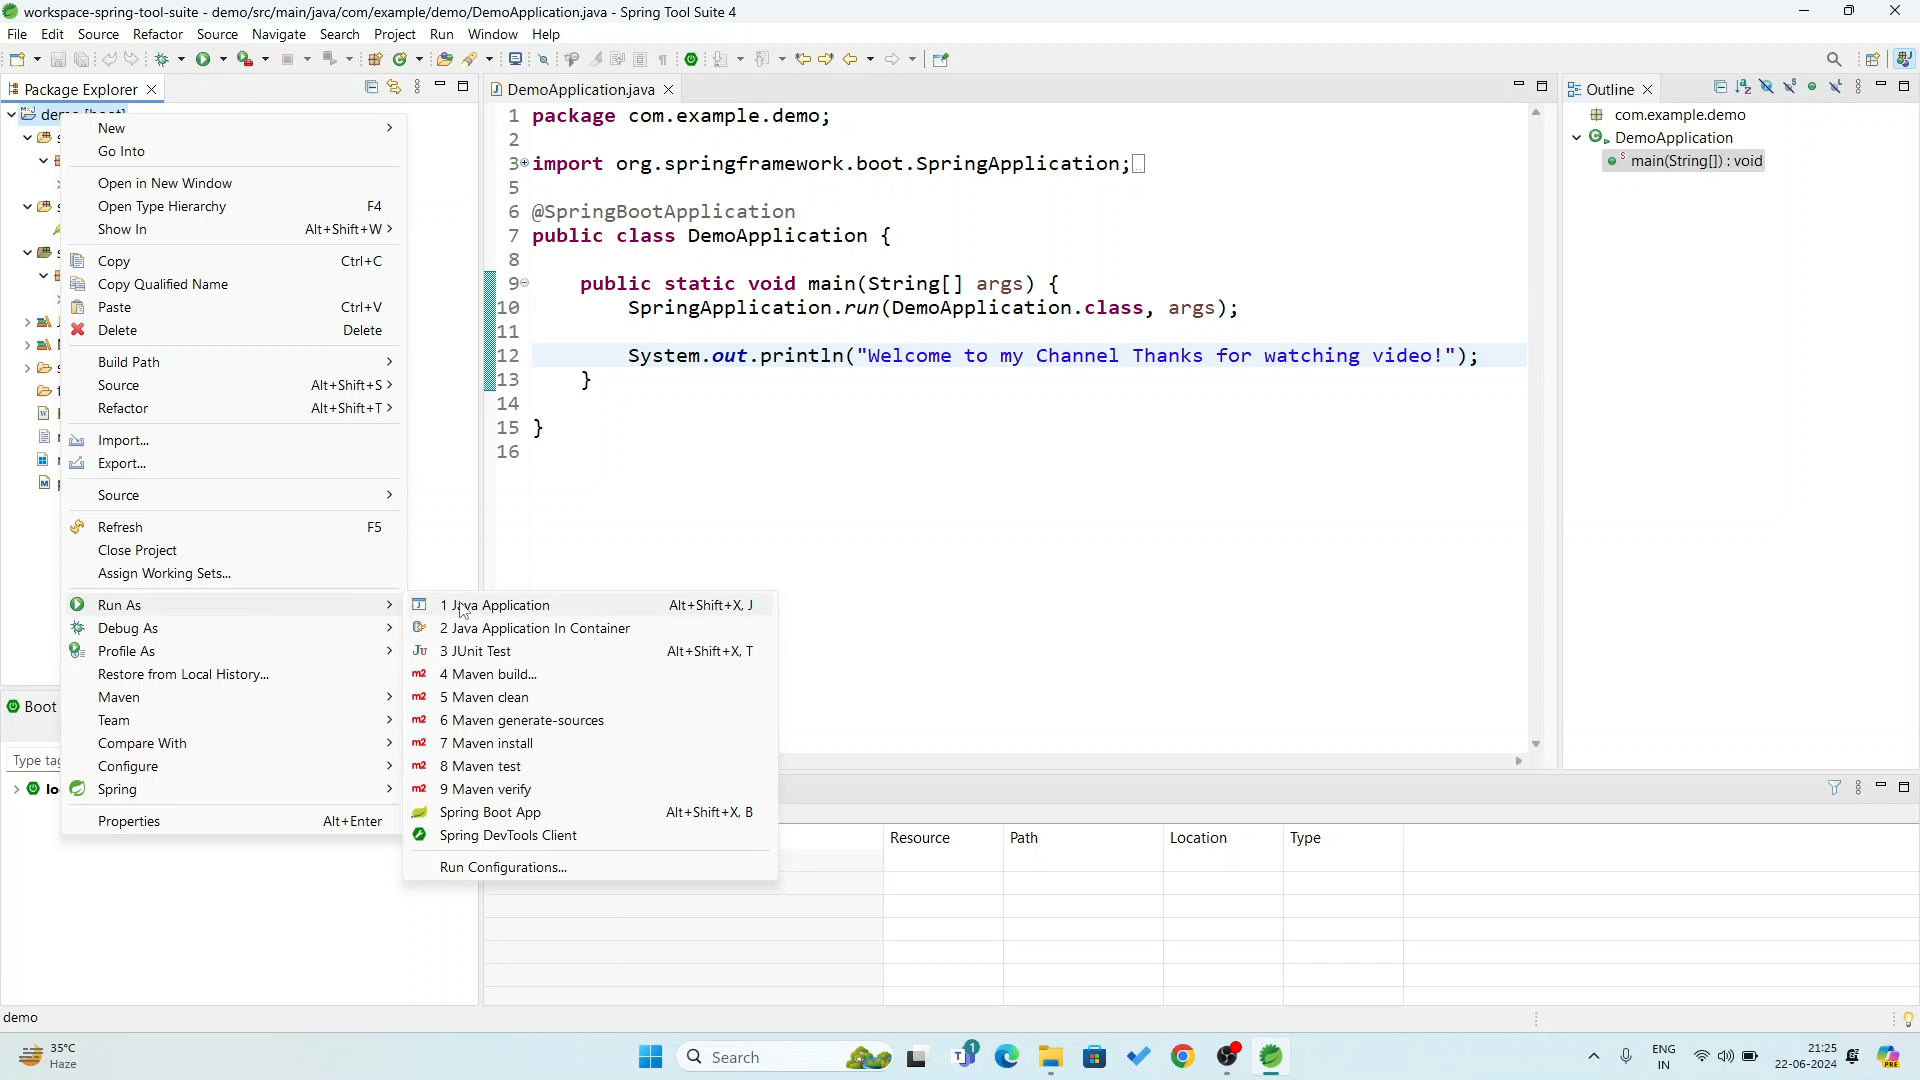 workspace-spring-tool-suite - demo/src/main/java/com/example/demo/DemoApplication.java - Spring Tool Suite 4
File Edit Source Refactor Source Navigate Search Project Run Window Help
Package Explorer
DemoApplication.java
Outline
New
Go Into
Open in New Window
Open Type Hierarchy F4
Show In Alt+Shift+W
Copy Ctrl+C
Copy Qualified Name
Paste Ctrl+V
Delete Delete
Build Path
Source Alt+Shift+S
Refactor Alt+Shift+T
Import...
Export...
Source
Refresh F5
Close Project
Assign Working Sets...
Run As
Debug As
Profile As
Restore from Local History...
Maven
Team
Compare With
Configure
Spring
Properties Alt+Enter
1 Java Application Alt+Shift+X, J
2 Java Application In Container
3 JUnit Test Alt+Shift+X, T
4 Maven build...
5 Maven clean
6 Maven generate-sources
7 Maven install
8 Maven test
9 Maven verify
Spring Boot App Alt+Shift+X, B
Spring DevTools Client
Run Configurations...
Boot
Type
1 package com.example.demo;
2
3 import org.springframework.boot.SpringApplication;
5
6 @SpringBootApplication
7 public class DemoApplication {
8
9 public static void main(String[] args) {
10 SpringApplication.run(DemoApplication.class, args);
11
12 System.out.println("Welcome to my Channel Thanks for watching video!");
13 }
14
15 }
16
com.example.demo
DemoApplication
main(String[]) : void
Resource Path Location Type
demo
35°C
Haze
Search
1
PRE
ENG
IN
21:25
22-06-2024